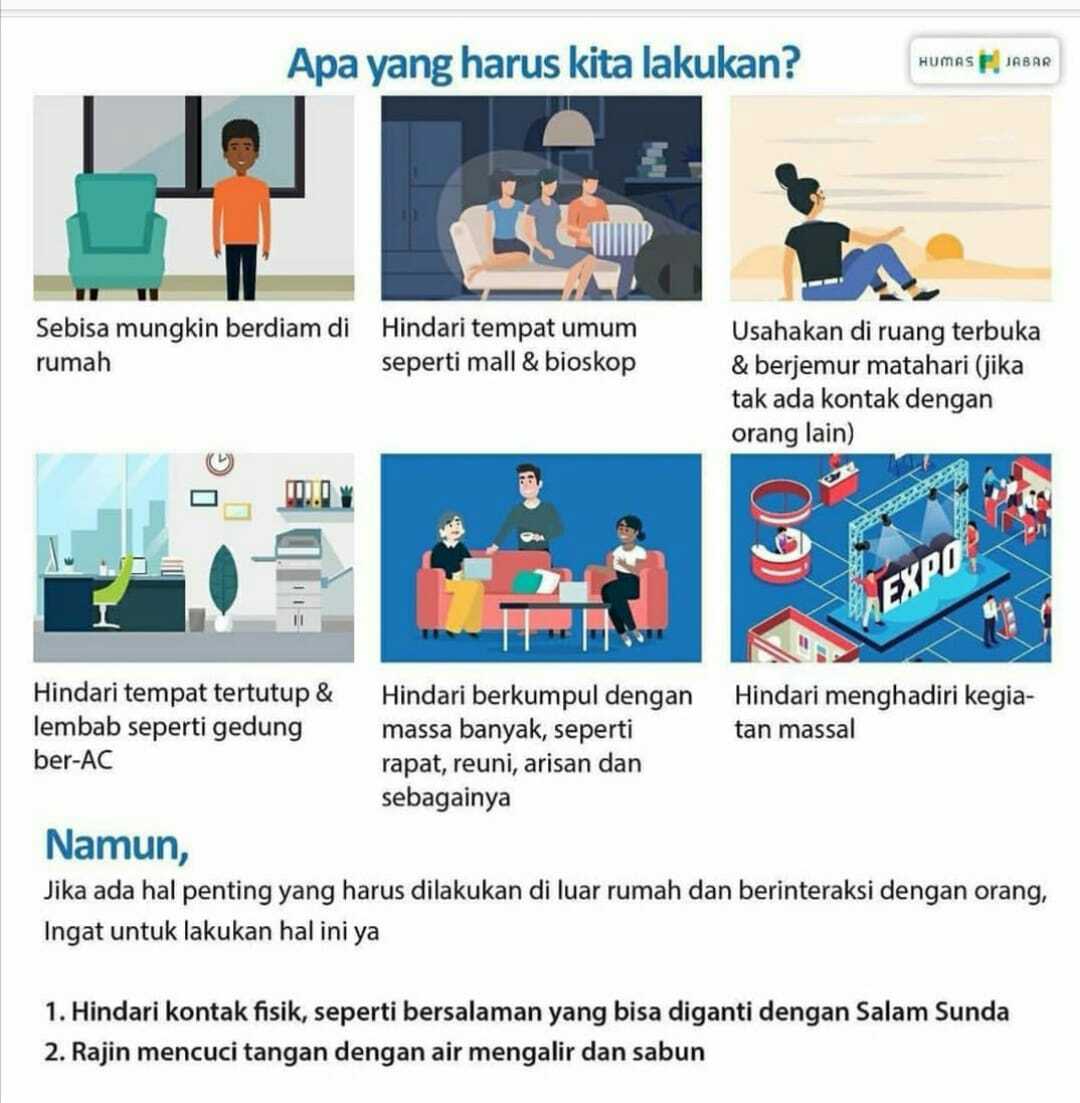 Apa yang harus kita lakukan?
HUMAS JABAR
Sebisa mungkin berdiam di
rumah
Hindari tempat umum
seperti mall & bioskop
Usahakan di ruang terbuka
& berjemur matahari (jika
tak ada kontak dengan
orang lain)
Hindari tempat tertutup &
lembab seperti gedung
ber-AC
Hindari berkumpul dengan
massa banyak, seperti
rapat, reuni, arisan dan
sebagainya
EXPO
Hindari menghadiri kegia-
tan massal
Namun,
Jika ada hal penting yang harus dilakukan di luar rumah dan berinteraksi dengan orang,
Ingat untuk lakukan hal ini ya
1. Hindari kontak fisik, seperti bersalaman yang bisa diganti dengan Salam Sunda
2. Rajin mencuci tangan dengan air mengalir dan sabun